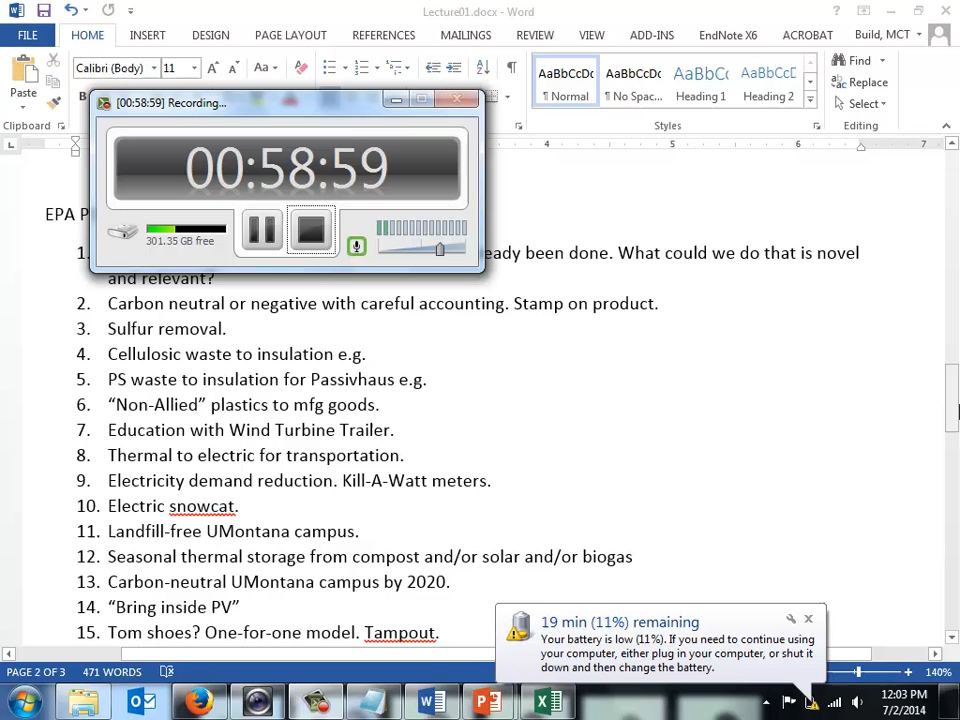 Lecture01.docx - Word
FILE
HOME
INSERT
DESIGN
PAGE LAYOUT
REFERENCES
MAILINGS
REVIEW
VIEW
ADD-INS
EndNote X6
ACROBAT
Build, MCT
Paste
Calibri (Body)
11
Aa
B
AaBbCcDc
AaBbCcDc
AaBbCc
AaBbCcD
¶ Normal
¶ No Spac...
Heading 1
Heading 2
Find
Replace
Select
Clipboard
Styles
Editing
[00:58:59] Recording...
00:58:59
301.35 GB free
4
5
6
7
EPA P
1. eady been done. What could we do that is novel
and relevant?
2. Carbon neutral or negative with careful accounting. Stamp on product.
3. Sulfur removal.
4. Cellulosic waste to insulation e.g.
5. PS waste to insulation for Passivhaus e.g.
6. “Non-Allied” plastics to mfg goods.
7. Education with Wind Turbine Trailer.
8. Thermal to electric for transportation.
9. Electricity demand reduction. Kill-A-Watt meters.
10. Electric snowcat.
11. Landfill-free UMontana campus.
12. Seasonal thermal storage from compost and/or solar and/or biogas
13. Carbon-neutral UMontana campus by 2020.
14. “Bring inside PV”
15. Tom shoes? One-for-one model. Tampout.
19 min (11%) remaining
Your battery is low (11%). If you need to continue using
your computer, either plug in your computer, or shut it
down and then change the battery.
PAGE 2 OF 3
471 WORDS
140%
12:03 PM
7/2/2014